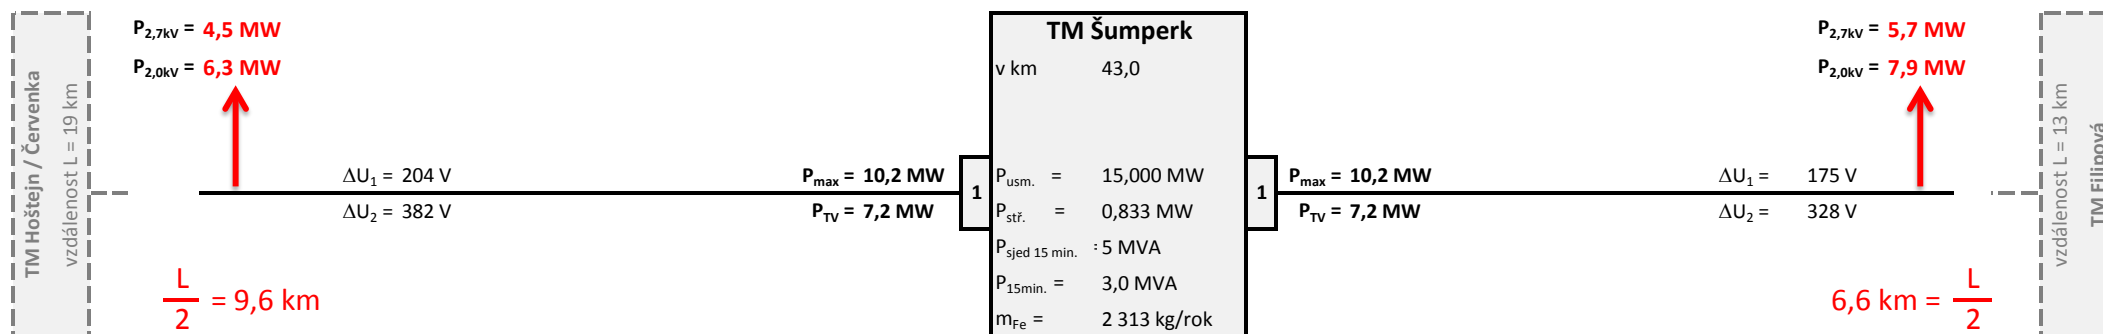 TM Hoštejn / Červenka
vzdálenost L = 19 km
P2,7kV = 4,5 MW
P2,0kV = 6,3 MW
ΔU1 = 204 V
ΔU2 = 382 V
L
2
= 9,6 km
Pmax = 10,2 MW
PTV = 7,2 MW
1
TM Šumperk
v km 43,0
Pusm. = 15,000 MW
Pstř. = 0,833 MW
Psjed 15 min. : 5 MVA
P15min. = 3,0 MVA
mFe = 2 313 kg/rok
1
Pmax = 10,2 MW
PTV = 7,2 MW
P2,7kV = 5,7 MW
P2,0kV = 7,9 MW
ΔU1 = 175 V
ΔU2 = 328 V
6,6 km =
L
2
vzdálenost L = 13 km
TM Filipová